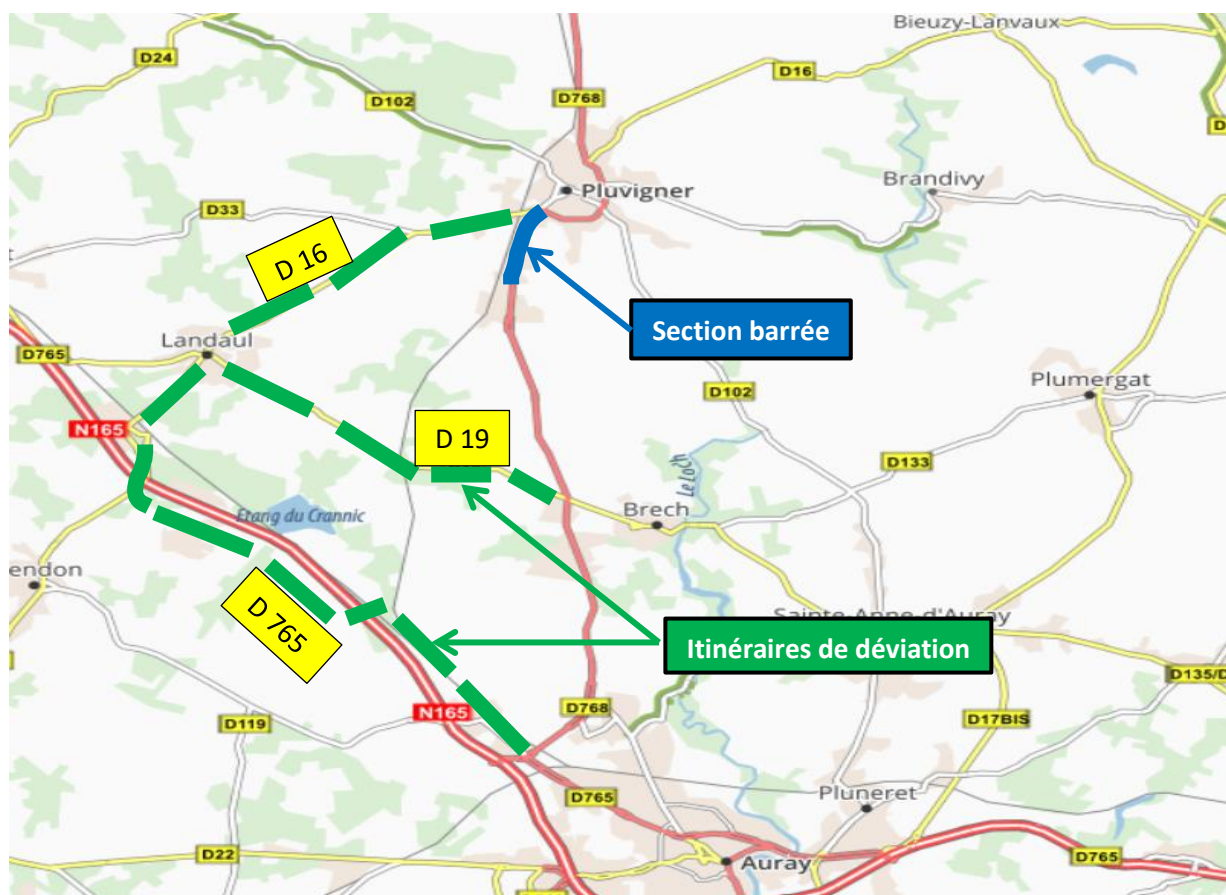 Bieuzy-Lanvaux
D24
D16
D102
D768
D
Pluvigner
Brandivy
D33
D 16
Section barrée
Landaul
D765
Plumergat
D102
N165
D 19
D133
Le Loch
Etang du Crannic
Brech
endon
D 765
Sainte-Anne-d'Auray
Itinéraires de déviation
D135/D
D119
N165
D768
D17BIS
D765
Pluneret
D22
Auray
D765